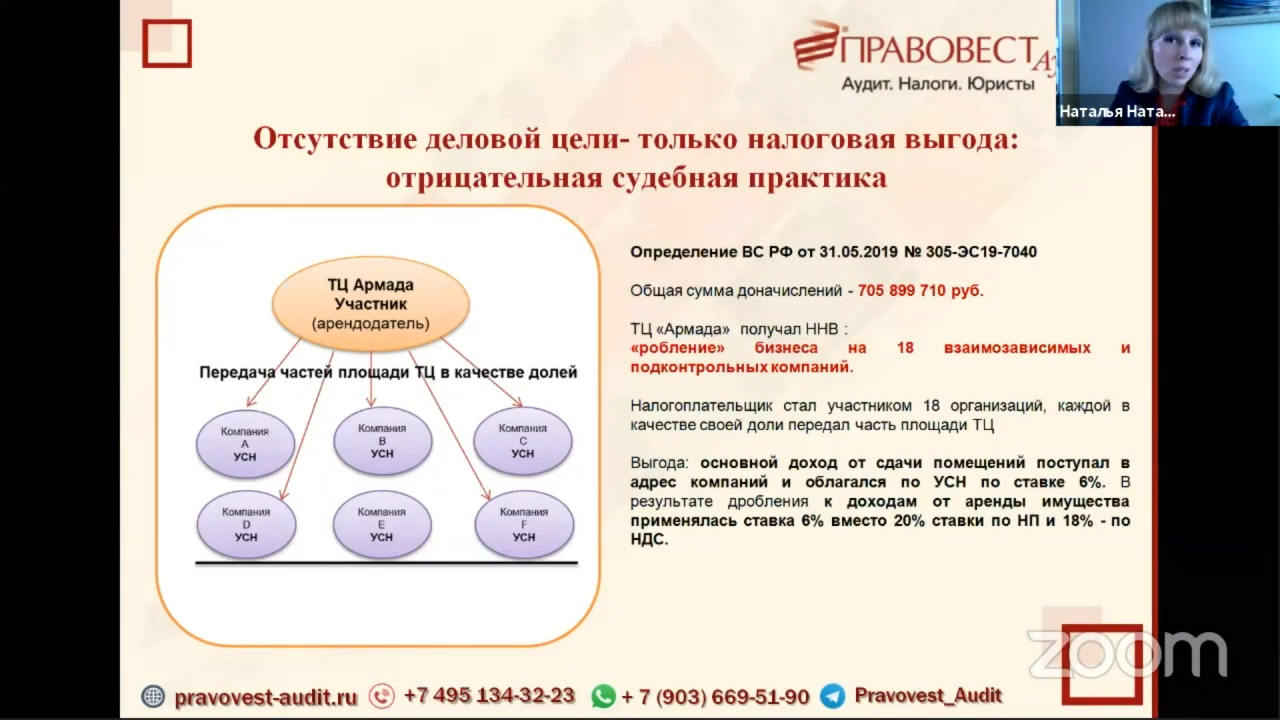 ПРАВОВЕСТ
Аудит. Налоги. Юристы
Наталья Ната...
Отсутствие деловой цели- только налоговая выгода:
отрицательная судебная практика
ТЦ Армада
Участник
(арендодатель)
Передача частей площади ТЦ в качестве долей
Компания
A
УСН
Компания
B
УСН
Компания
C
УСН
Компания
D
УСН
Компания
E
УСН
Компания
F
УСН
Определение ВС РФ от 31.05.2019 № 305-ЭС19-7040
Общая сумма доначислений - 705 899 710 руб.
ТЦ «Армада» получал ННВ :
«робление» бизнеса на 18 взаимозависимых и
подконтрольных компаний.
Налогоплательщик стал участником 18 организаций, каждой в
качестве своей доли передал часть площади ТЦ
Выгода: основной доход от сдачи помещений поступал в
адрес компаний и облагался по УСН по ставке 6%. В
результате дробления к доходам от аренды имущества
применялась ставка 6% вместо 20% ставки по НП и 18% - по
НДС.
zoom
pravovest-audit.ru +7 495 134-32-23 + 7 (903) 669-51-90 Pravovest_Audit